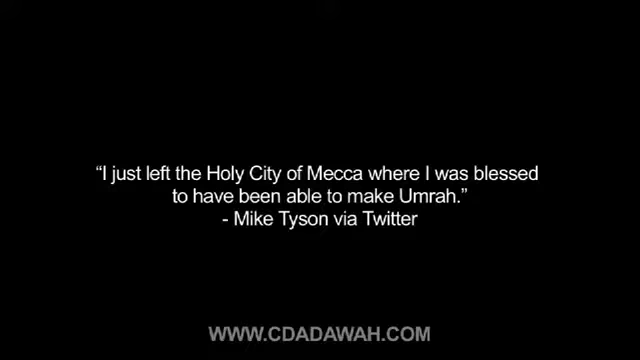 “I just left the Holy City of Mecca where I was blessed
to have been able to make Umrah.”
- Mike Tyson via Twitter
WWW.CDADAWAH.COM